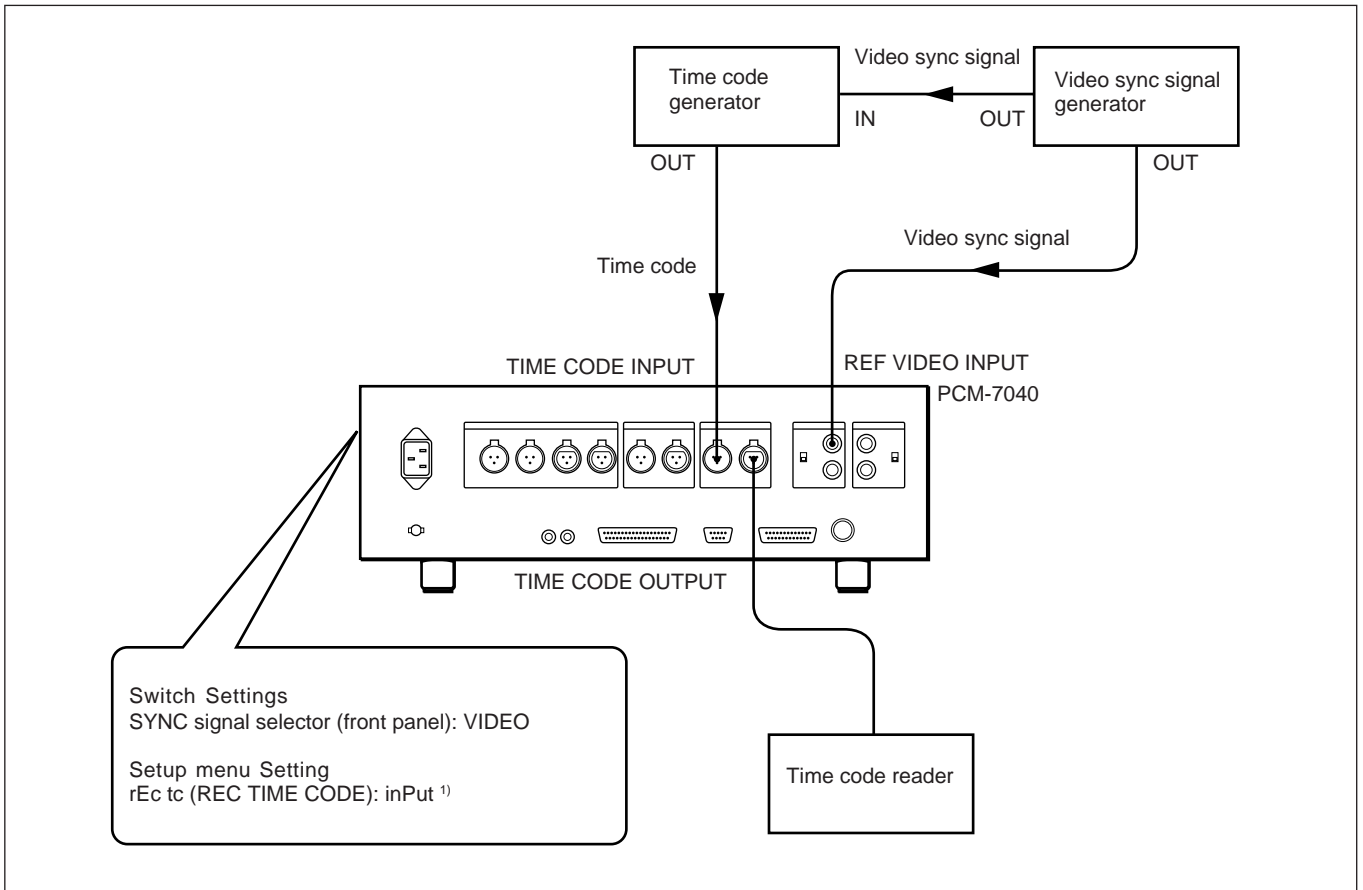 Video sync signal
Time code
generator
Video sync signal
generator
IN
OUT
OUT
OUT
Video sync signal
Time code
TIME CODE INPUT
REF VIDEO INPUT
PCM-7040
TIME CODE OUTPUT
Switch Settings
SYNC signal selector (front panel): VIDEO
Setup menu Setting
rEc tc (REC TIME CODE): inPut 1)
Time code reader